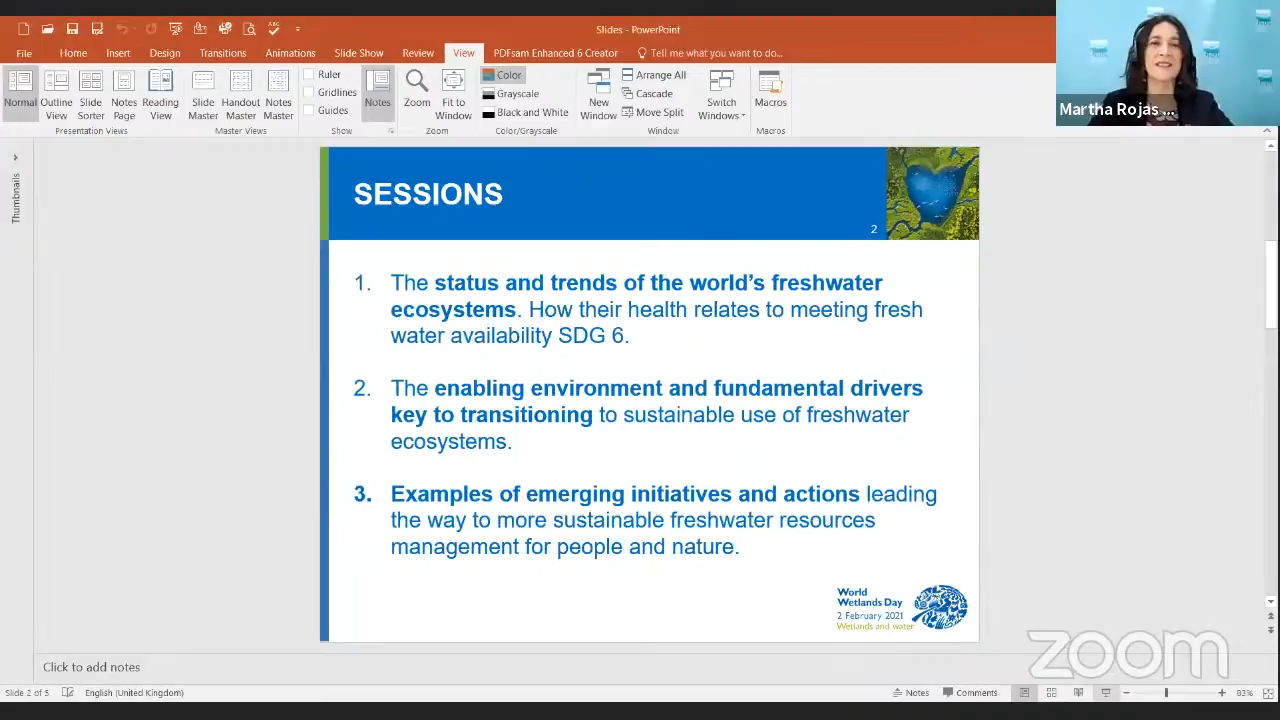 Slides - PowerPoint
File Home Insert Design Transitions Animations Slide Show Review View PDFsam Enhanced 6 Creator Tell me what you want to do...
Normal
Outline View
Slide Sorter
Notes Page
Reading View
Presentation Views
Slide Master
Handout Master
Notes Master
Master Views
Ruler
Gridlines
Guides
Show
Notes
Zoom
Fit to Window
Zoom
Color
Grayscale
Black and White
Color/Grayscale
New Window
Arrange All
Cascade
Move Split
Window
Switch Windows
Macros
Macros
Martha Rojas ...
Thumbnails
SESSIONS
2
1. The status and trends of the world’s freshwater
ecosystems. How their health relates to meeting fresh
water availability SDG 6.
2. The enabling environment and fundamental drivers
key to transitioning to sustainable use of freshwater
ecosystems.
3. Examples of emerging initiatives and actions leading
the way to more sustainable freshwater resources
management for people and nature.
World
Wetlands Day
2 February 2021
Wetlands and water
zoom
Click to add notes
Slide 2 of 5 English (United Kingdom) Notes Comments 83%